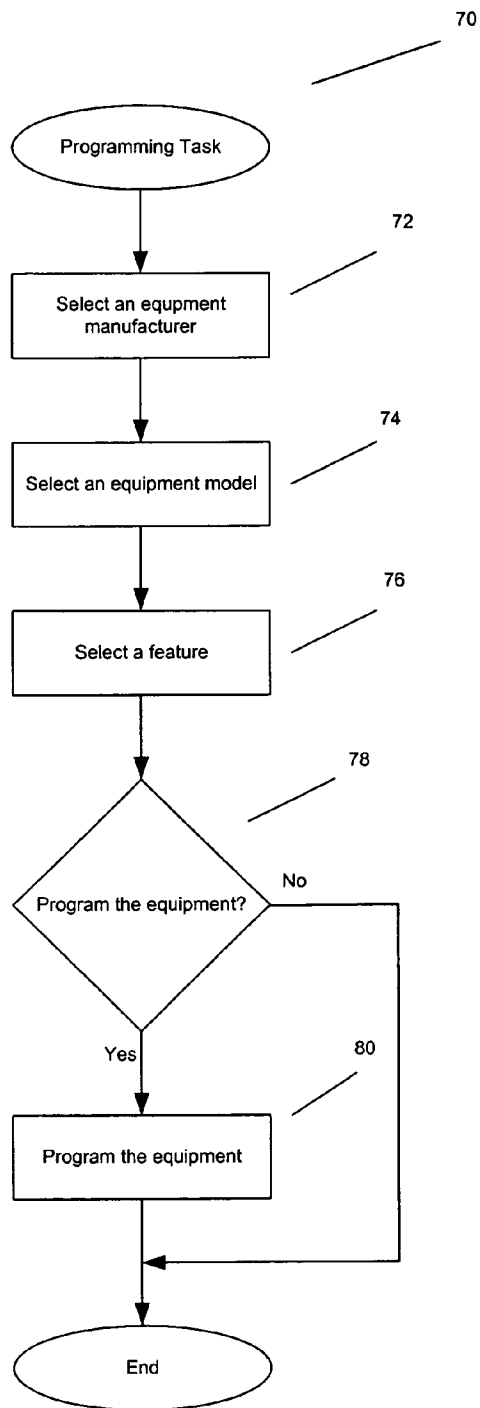 70
Programming Task
72
Select an equpment
manufacturer
74
Select an equipment model
76
Select a feature
78
Program the equipment?
No
Yes
80
Program the equipment
End